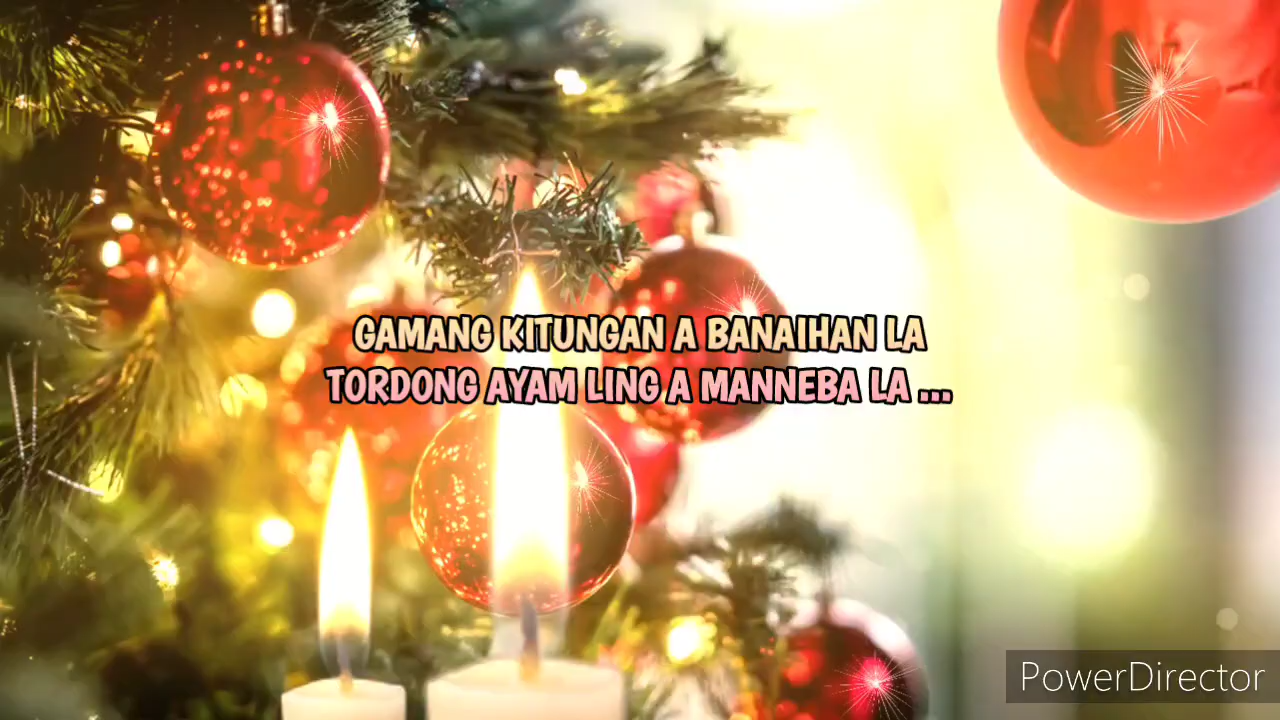 GAMANG KITUNGAN A BANAIHAN LA
TORDONG AYAM LING A MANNEBA LA ...
PowerDirector